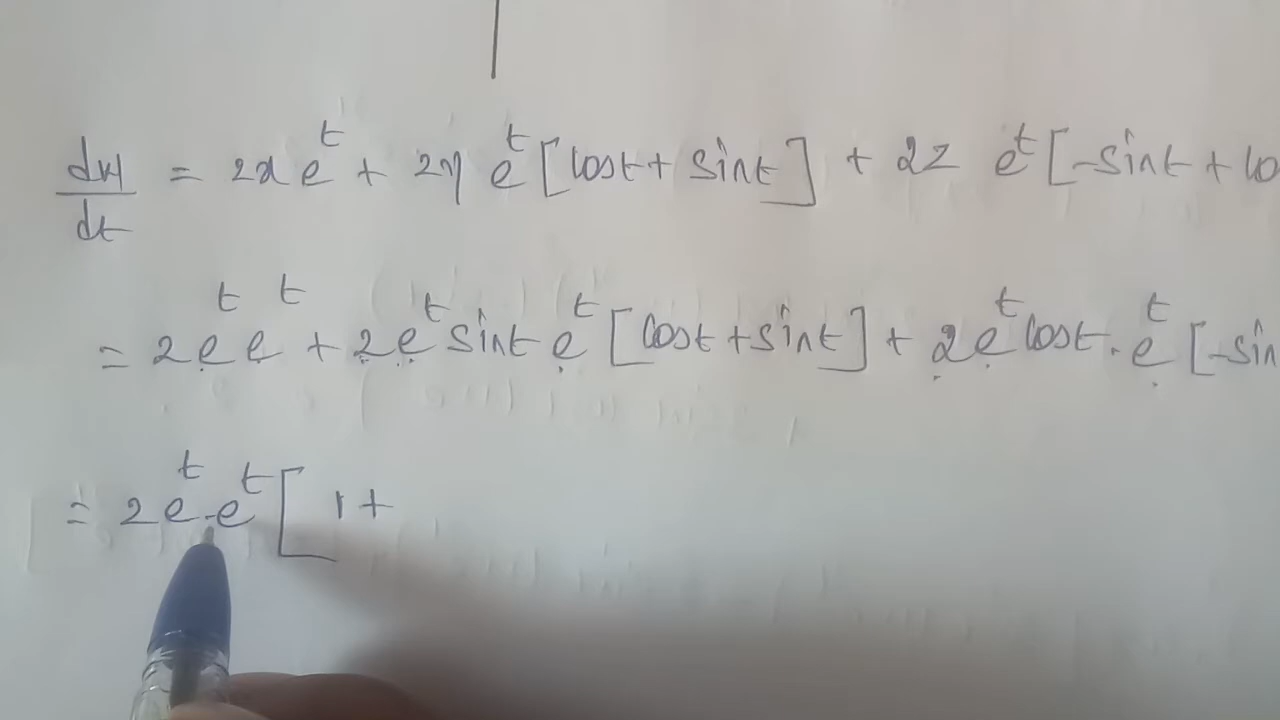 du/dt = 2x e^t + 2y e^t [cost + sint] + 2z e^t [-sint + co
= 2e^t e^t + 2e^t sint e^t [cost + sint] + 2e^t cost . e^t [-sin
= 2e^t . e^t [ 1 +